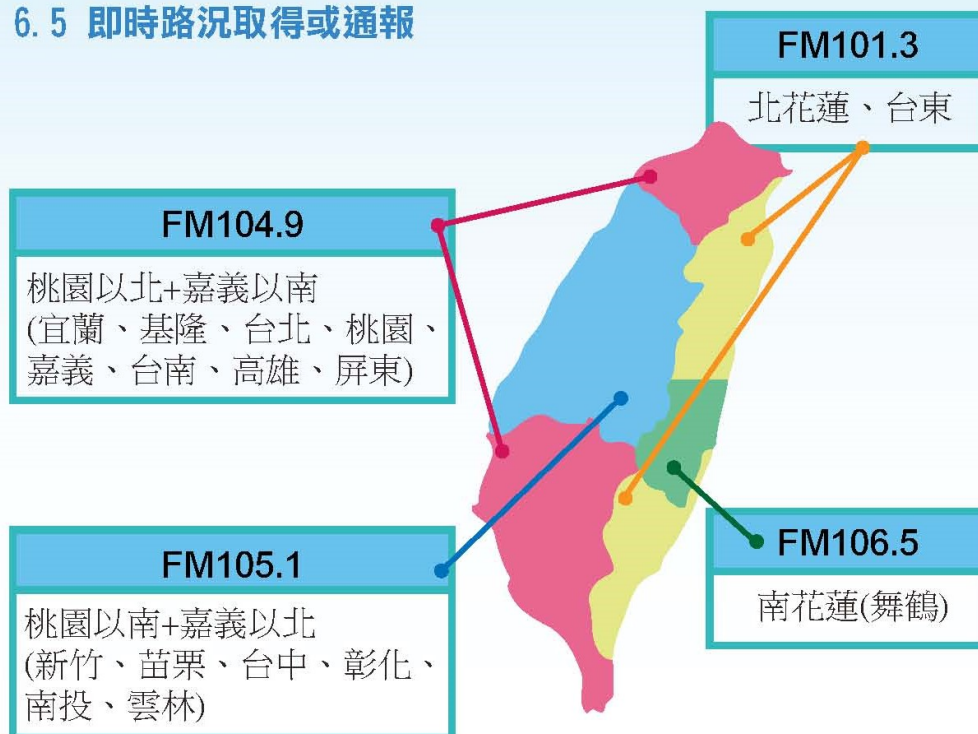 6.5 即時路況取得或通報
FM101.3
北花蓮、台東
FM104.9
桃園以北+嘉義以南
(宜蘭、基隆、台北、桃園、
嘉義、台南、高雄、屏東)
FM105.1
桃園以南+嘉義以北
(新竹、苗栗、台中、彰化、
南投、雲林)
FM106.5
南花蓮(舞鶴)